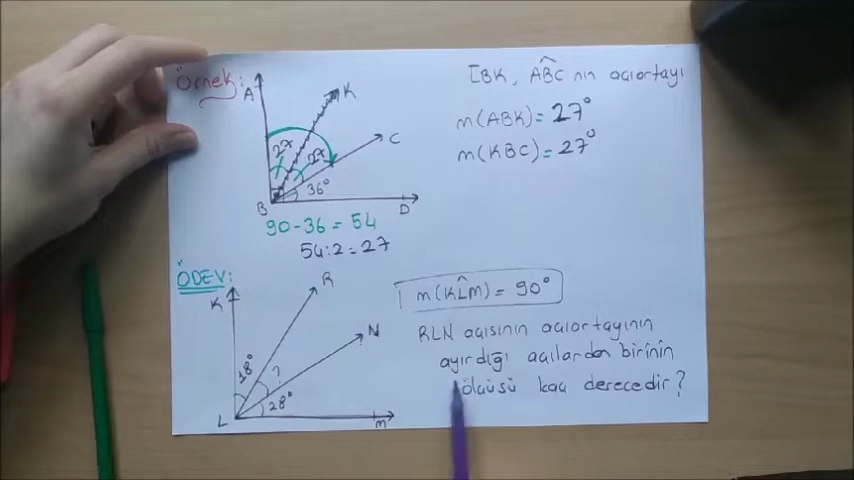 Örnek:
A
K
C
27
27
36°
B
D
90-36 = 54
54:2=27
[BK, ABC nin açıortayı
m(ABK)= 27°
m(KBC)= 27°
ÖDEV:
K
R
N
18°
?
28°
L
M
m(KLM) = 90°
RLN açısının açıortayının
ayırdığı açılardan birinin
ölçüsü kaç derecedir?